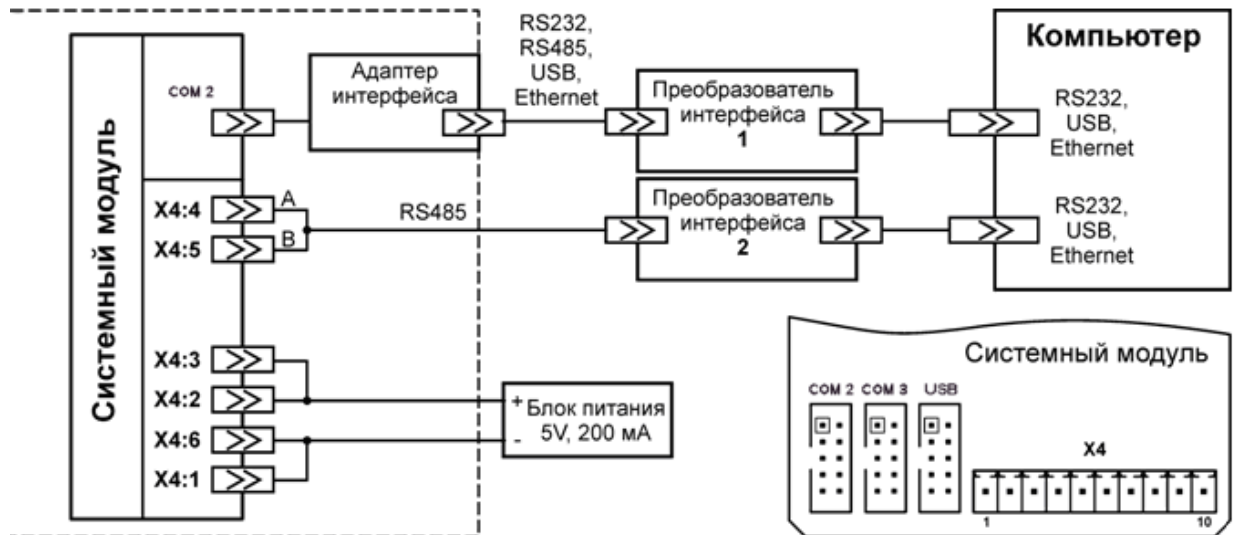 Системный модуль
COM 2
X4:4
X4:5
X4:3
X4:2
X4:6
X4:1
Адаптер
интерфейса
A
B
RS485
RS232,
RS485,
USB,
Ethernet
Преобразователь
интерфейса
1
Преобразователь
интерфейса
2
Компьютер
RS232,
USB,
Ethernet
RS232,
USB,
Ethernet
+ Блок питания
- 5V, 200 мА
Системный модуль
COM 2 COM 3 USB
X4
1 10